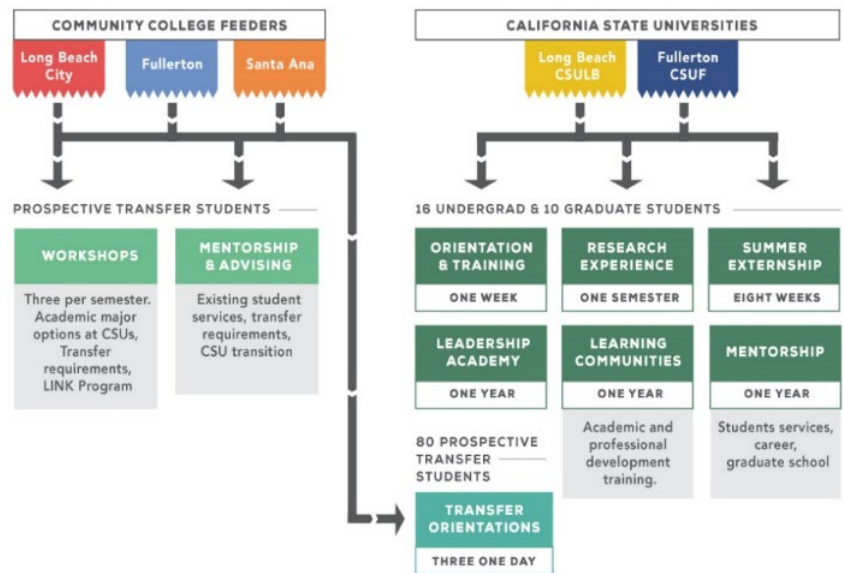 COMMUNITY COLLEGE FEEDERS
Long Beach
City
Fullerton
Santa Ana
PROSPECTIVE TRANSFER STUDENTS
WORKSHOPS
Three per semester.
Academic major
options at CSUs,
Transfer
requirements,
LINK Program
MENTORSHIP
& ADVISING
Existing student
services, transfer
requirements,
CSU transition
CALIFORNIA STATE UNIVERSITIES
Long Beach
CSULB
Fullerton
CSUF
16 UNDERGRAD & 10 GRADUATE STUDENTS
ORIENTATION
& TRAINING
ONE WEEK
RESEARCH
EXPERIENCE
ONE SEMESTER
SUMMER
EXTERNSHIP
EIGHT WEEKS
LEADERSHIP
ACADEMY
ONE YEAR
LEARNING
COMMUNITIES
ONE YEAR
Academic and
professional
development
training.
MENTORSHIP
ONE YEAR
Students services,
career,
graduate school
80 PROSPECTIVE
TRANSFER
STUDENTS
TRANSFER
ORIENTATIONS
THREE ONE DAY